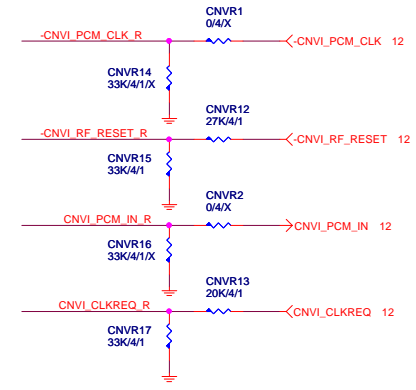 CNVR1
0/4/X
-CNVI_PCM_CLK_R
-CNVI_PCM_CLK 12
CNVR14
33K/4/1/X
CNVR12
27K/4/1
-CNVI_RF_RESET_R
-CNVI_RF_RESET 12
CNVR15
33K/4/1
CNVR2
0/4/X
CNVI_PCM_IN_R
CNVI_PCM_IN 12
CNVR16
33K/4/1/X
CNVR13
20K/4/1
CNVI_CLKREQ_R
CNVI_CLKREQ 12
CNVR17
33K/4/1